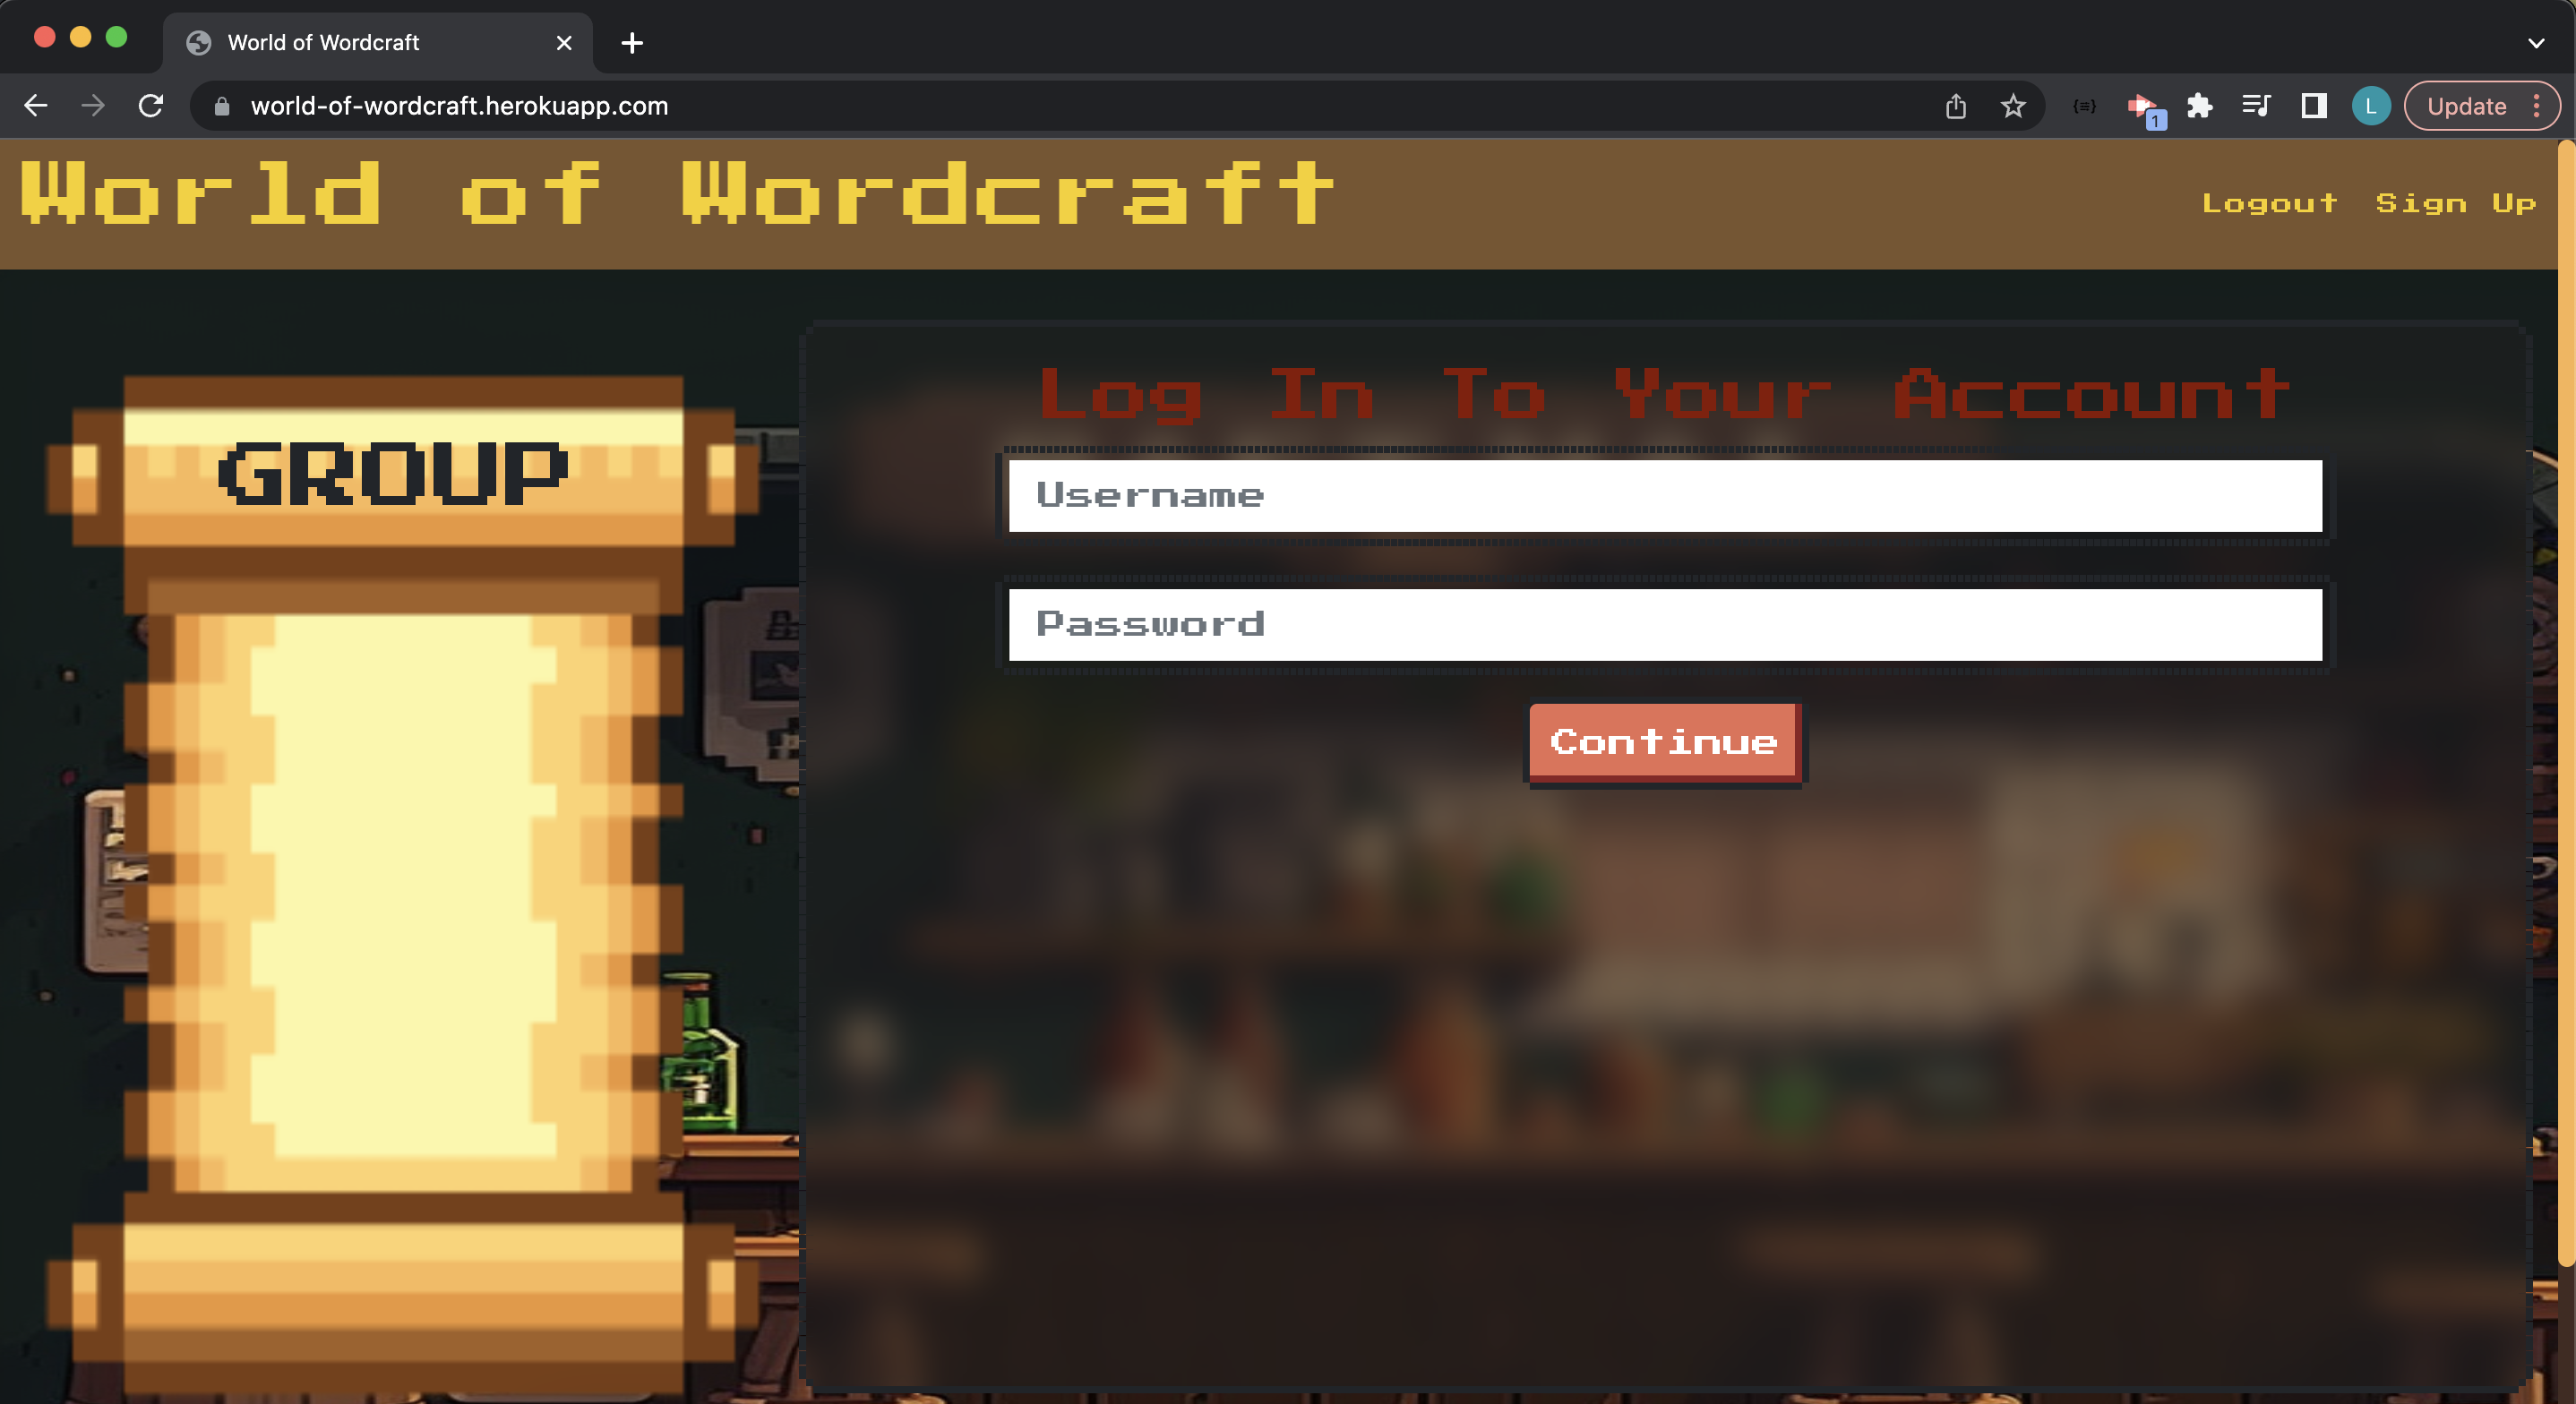 World of Wordcraft
world-of-wordcraft.herokuapp.com
1
L
Update
World of Wordcraft
Logout Sign Up
GROUP
Log In To Your Account
Username
Password
Continue